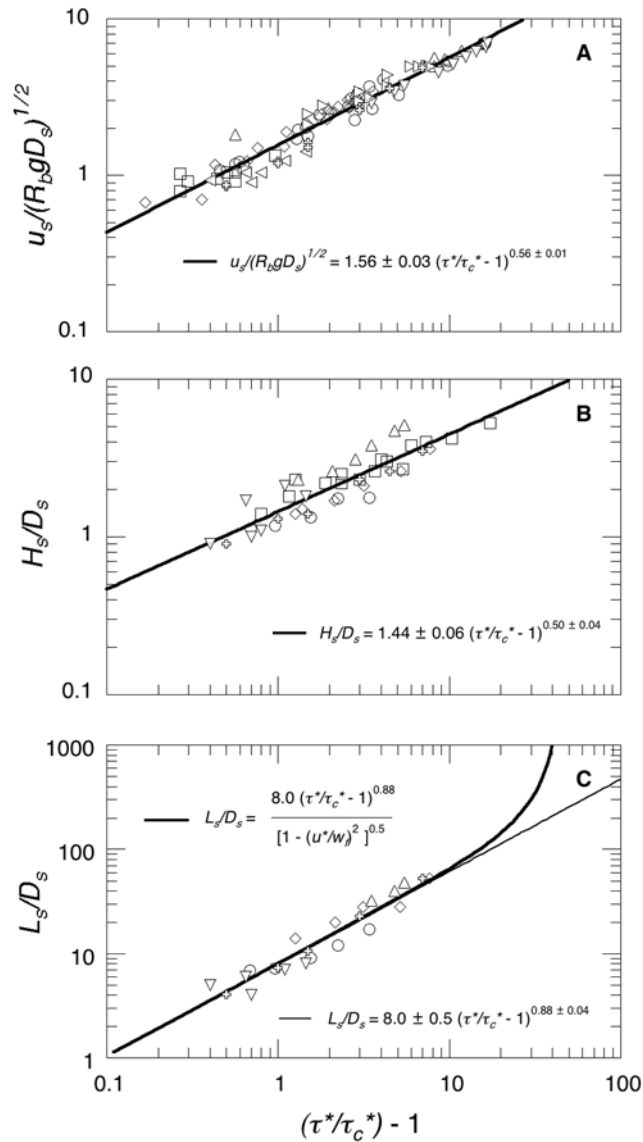 10
A
1
0.1
u_s/(R_bgD_s)^{1/2}
u_s/(R_bgD_s)^{1/2} = 1.56 ± 0.03 (τ*/τ_c* - 1)^{0.56 ± 0.01}
10
B
1
0.1
H_s/D_s
H_s/D_s = 1.44 ± 0.06 (τ*/τ_c* - 1)^{0.50 ± 0.04}
1000
C
100
10
1
L_s/D_s
8.0 (τ*/τ_c* - 1)^{0.88}
L_s/D_s =
[1 - (u*/w_f)^2 ]^{0.5}
L_s/D_s = 8.0 ± 0.5 (τ*/τ_c* - 1)^{0.88 ± 0.04}
0.1 1 10 100
(τ*/τ_c*) - 1